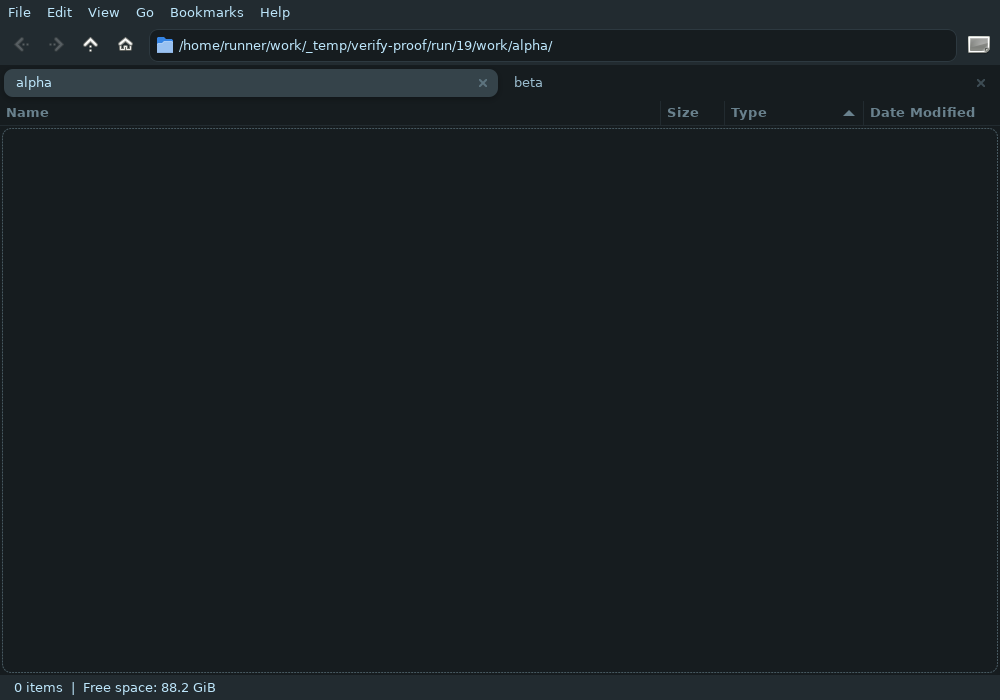 File Edit View Go Bookmarks Help
/home/runner/work/_temp/verify-proof/run/19/work/alpha/
alpha beta
Name Size Type Date Modified
0 items | Free space: 88.2 GiB